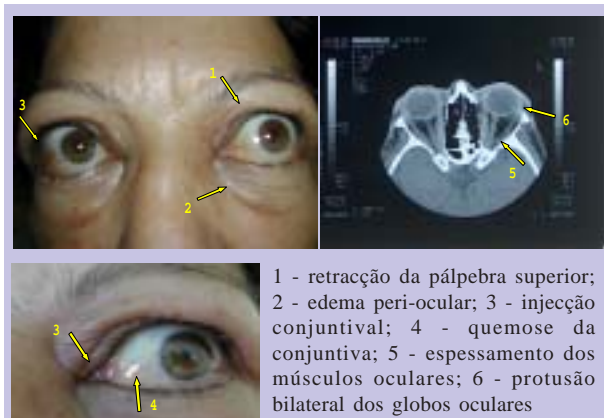 1
3
2
6
5
3
4
1 - retracção da pálpebra superior;
2 - edema peri-ocular; 3 - injecção
conjuntival; 4 - quemose da
conjuntiva; 5 - espessamento dos
músculos oculares; 6 - protusão
bilateral dos globos oculares